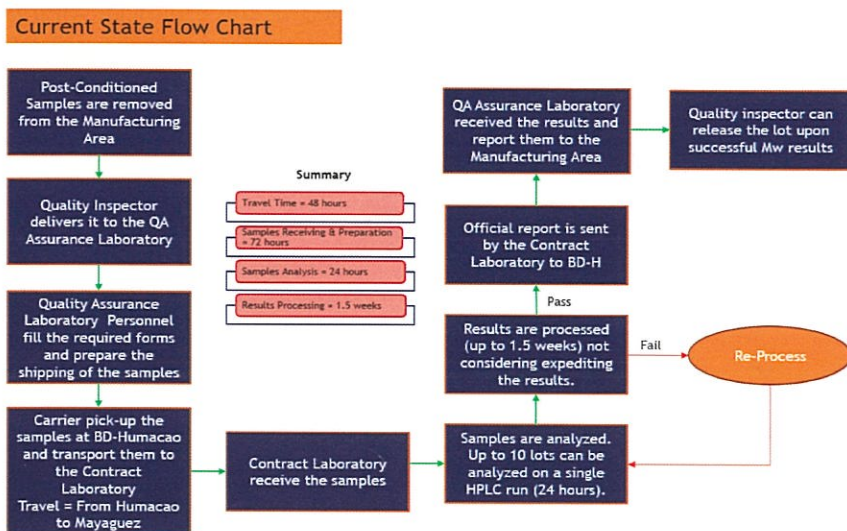 Current State Flow Chart
Post-Conditioned
Samples are removed
from the Manufacturing
Area
Quality Inspector
delivers it to the QA
Assurance Laboratory
Quality Assurance
Laboratory Personnel
fill the required forms
and prepare the
shipping of the samples
Carrier pick-up the
samples at BD-Humacao
and transport them to
the Contract
Laboratory
Travel = From Humacao
to Mayaguez
Summary
Travel Time = 48 hours
Samples Receiving & Preparation
= 72 hours
Samples Analysis = 24 hours
Results Processing = 1.5 weeks
Contract Laboratory
receive the samples
Samples are analyzed.
Up to 10 lots can be
analyzed on a single
HPLC run (24 hours).
Results are processed
(up to 1.5 weeks) not
considering expediting
the results.
Fail
Re-Process
Pass
Official report is sent
by the Contract
Laboratory to BD-H
QA Assurance Laboratory
received the results and
report them to the
Manufacturing Area
Quality inspector can
release the lot upon
successful Mw results